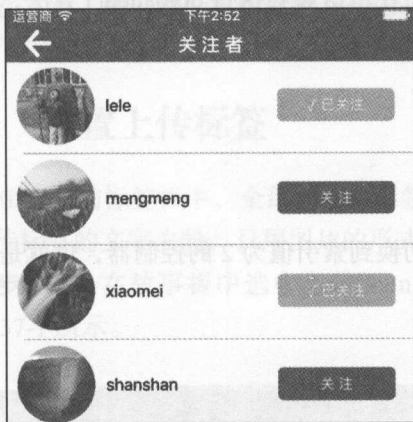 运营商 下午2:52
关注者
lele
√已关注
mengmeng
关注
xiaomei
√已关注
shanshan
关注